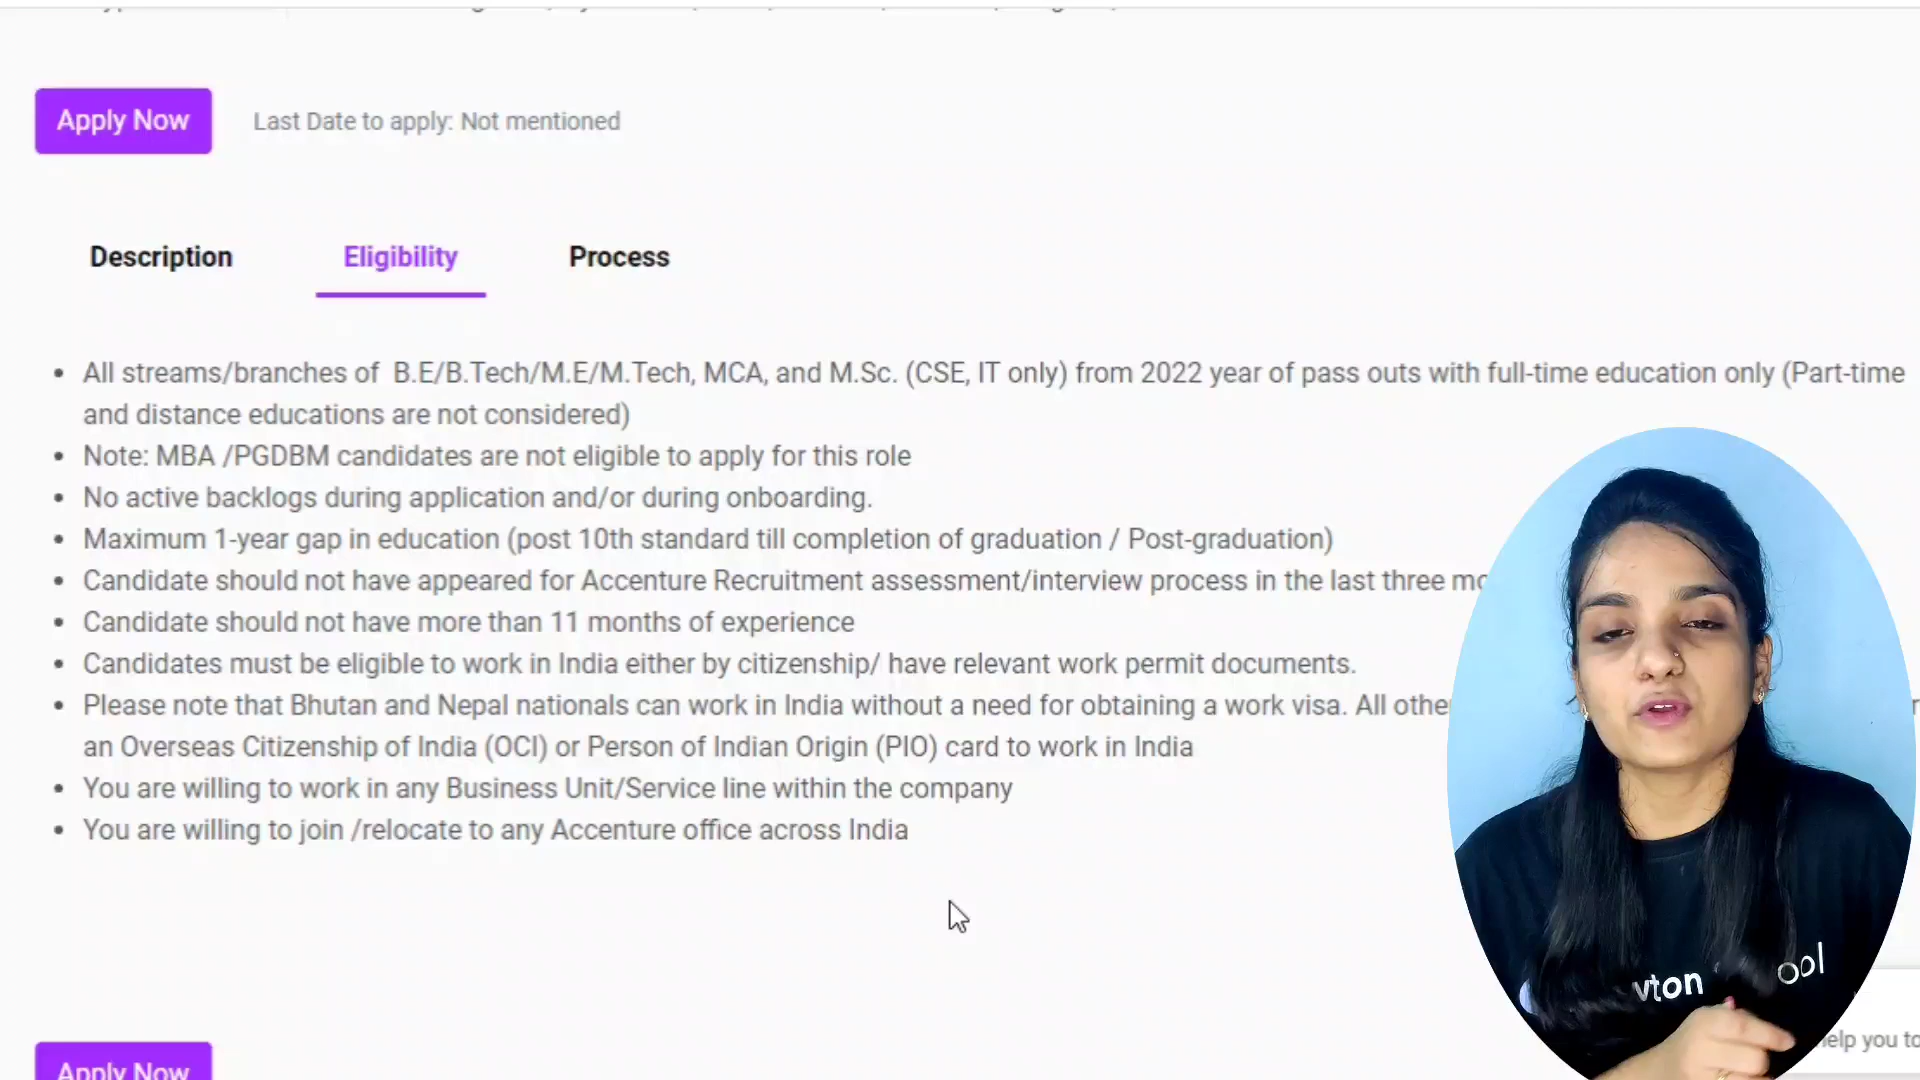 Apply Now
Last Date to apply: Not mentioned
Description Eligibility Process
All streams/branches of B.E/B.Tech/M.E/M.Tech, MCA, and M.Sc. (CSE, IT only) from 2022 year of pass outs with full-time education only (Part-time
and distance educations are not considered)
Note: MBA /PGDBM candidates are not eligible to apply for this role
No active backlogs during application and/or during onboarding.
Maximum 1-year gap in education (post 10th standard till completion of graduation / Post-graduation)
Candidate should not have appeared for Accenture Recruitment assessment/interview process in the last three
Candidate should not have more than 11 months of experience
Candidates must be eligible to work in India either by citizenship/ have relevant work permit documents.
Please note that Bhutan and Nepal nationals can work in India without a need for obtaining a work visa. All
an Overseas Citizenship of India (OCI) or Person of Indian Origin (PIO) card to work in India
You are willing to work in any Business Unit/Service line within the company
You are willing to join /relocate to any Accenture office across India
you to
Apply Now